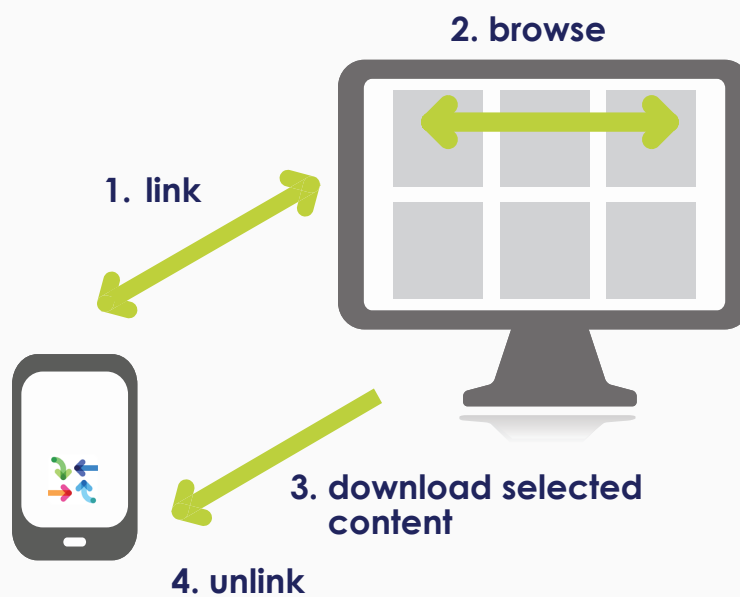 2. browse
1. link
3. download selected
content
4. unlink